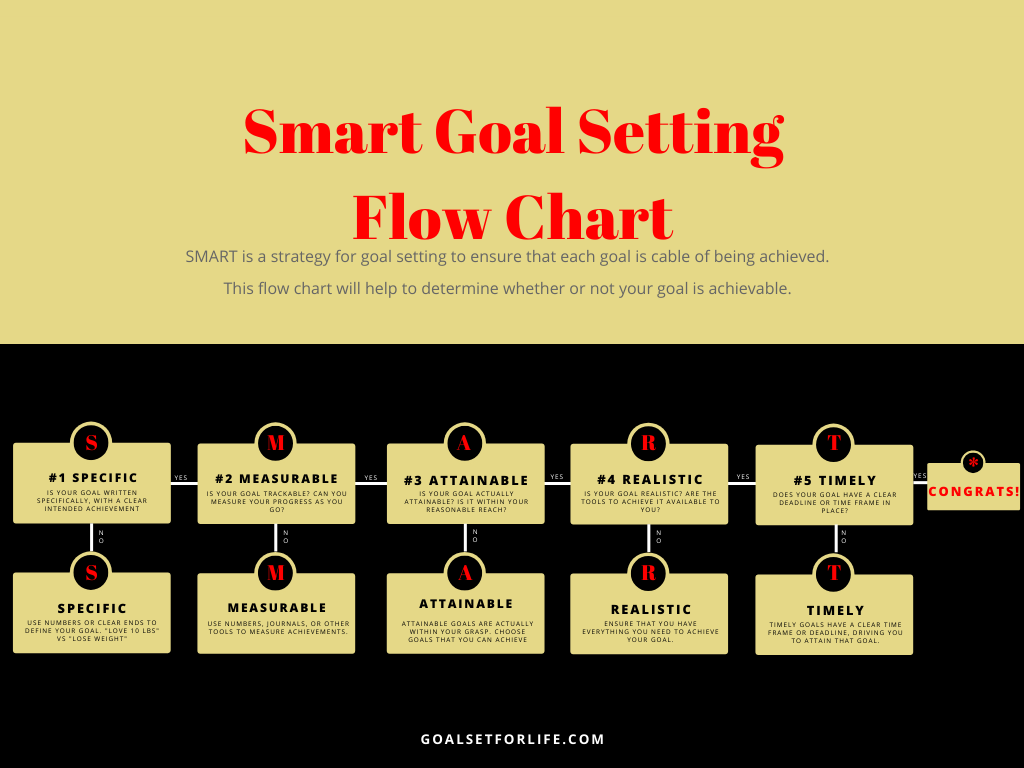 Smart Goal Setting
Flow Chart
SMART is a strategy for goal setting to ensure that each goal is cable of being achieved.
This flow chart will help to determine whether or not your goal is achievable.
S
#1 SPECIFIC
IS YOUR GOAL WRITTEN
SPECIFICALLY, WITH A CLEAR
INTENDED ACHIEVEMENT
YES
M
#2 MEASURABLE
IS YOUR GOAL TRACKABLE? CAN YOU
MEASURE YOUR PROGRESS AS YOU
GO?
YES
A
#3 ATTAINABLE
IS YOUR GOAL ACTUALLY
ATTAINABLE? IS IT WITHIN YOUR
REASONABLE REACH?
YES
R
#4 REALISTIC
IS YOUR GOAL REALISTIC? ARE THE
TOOLS TO ACHIEVE IT AVAILABLE TO
YOU?
YES
T
#5 TIMELY
DOES YOUR GOAL HAVE A CLEAR
DEADLINE OR TIME FRAME IN
PLACE?
YES
*
CONGRATS!
N
O
N
O
N
O
N
O
N
O
S
SPECIFIC
USE NUMBERS OR CLEAR ENDS TO
DEFINE YOUR GOAL. "LOVE 10 LBS"
VS "LOSE WEIGHT"
M
MEASURABLE
USE NUMBERS, JOURNALS, OR OTHER
TOOLS TO MEASURE ACHIEVEMENTS.
A
ATTAINABLE
ATTAINABLE GOALS ARE ACTUALLY
WITHIN YOUR GRASP. CHOOSE
GOALS THAT YOU CAN ACHIEVE
R
REALISTIC
ENSURE THAT YOU HAVE
EVERYTHING YOU NEED TO ACHIEVE
YOUR GOAL.
T
TIMELY
TIMELY GOALS HAVE A CLEAR TIME
FRAME OR DEADLINE, DRIVING YOU
TO ATTAIN THAT GOAL.
GOALSETFORLIFE.COM